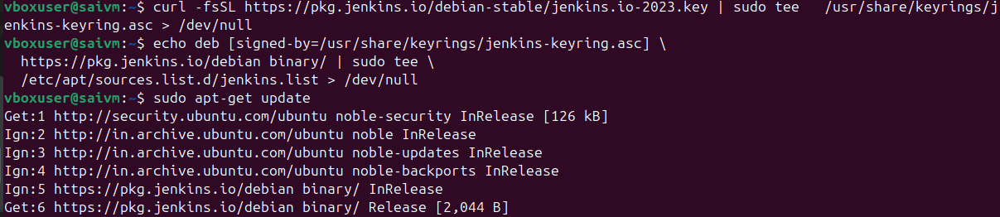 vboxuser@saivm:~$ curl -fsSL https://pkg.jenkins.io/debian-stable/jenkins.io-2023.key | sudo tee   /usr/share/keyrings/j
enkins-keyring.asc > /dev/null
vboxuser@saivm:~$ echo deb [signed-by=/usr/share/keyrings/jenkins-keyring.asc] \
  https://pkg.jenkins.io/debian binary/ | sudo tee \
  /etc/apt/sources.list.d/jenkins.list > /dev/null
vboxuser@saivm:~$ sudo apt-get update
Get:1 http://security.ubuntu.com/ubuntu noble-security InRelease [126 kB]
Ign:2 http://in.archive.ubuntu.com/ubuntu noble InRelease
Ign:3 http://in.archive.ubuntu.com/ubuntu noble-updates InRelease
Ign:4 http://in.archive.ubuntu.com/ubuntu noble-backports InRelease
Ign:5 https://pkg.jenkins.io/debian binary/ InRelease
Get:6 https://pkg.jenkins.io/debian binary/ Release [2,044 B]